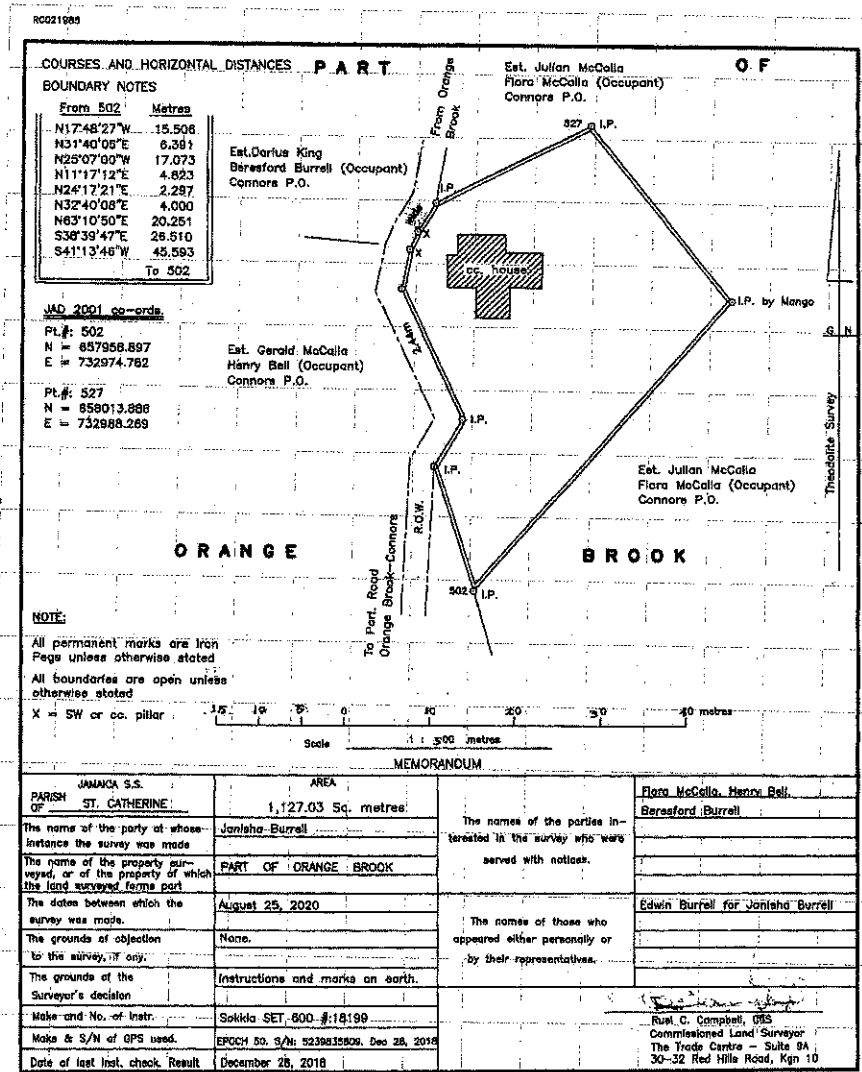 RC021985
COURSES AND HORIZONTAL DISTANCES
PART
OF
BOUNDARY NOTES
From 502 Metres
N17°48'27"W 15.506
N31°40'05"E 6.391
N25°07'00"W 17.073
N11°17'12"E 4.823
N24°17'21"E 2.297
N32°40'08"E 4.000
N63°10'50"E 20.251
S38°39'47"E 26.510
S41°13'46"W 45.593
To 502
JAD 2001 co-ords.
Pt.#: 502
N = 657958.897
E = 732974.762
Pt.#: 527
N = 658013.886
E = 732988.269
Est. Darius King
Beresford Burrell (Occupant)
Connors P.O.
From Orange
Brook
Est. Julian McCalla
Flora McCalla (Occupant)
Connors P.O.
527
I.P.
I.P.
wide
X
X
cc. house
I.P. by Mango
2.44m
Est. Gerald McCalla
Henry Bell (Occupant)
Connors P.O.
G N
Theodolite Survey
I.P.
I.P.
Est. Julian McCalla
Flora McCalla (Occupant)
Connors P.O.
R.O.W.
ORANGE
BROOK
502
I.P.
To Part. Road
Orange Brook-Connors
NOTE:
All permanent marks are Iron
Pegs unless otherwise stated
All boundaries are open unless
otherwise stated
X = SW or cc. pillar
15 10 5 0 10 20 30 40 metres
Scale 1 : 500 metres
MEMORANDUM
JAMAICA S.S.
PARISH OF ST. CATHERINE
AREA
1,127.03 Sq. metres
The name of the party at whose
instance the survey was made
Janisha Burrell
The name of the property sur-
veyed, or of the property of which
the land surveyed forms part
PART OF ORANGE BROOK
The dates between which the
survey was made.
August 25, 2020
The grounds of objection
to the survey, if any.
None.
The grounds of the
Surveyor's decision
Instructions and marks on earth.
Make and No. of Instr.
Sokkia SET 600 #:18199
Make & S/N of GPS used.
EPOCH 50, S/N: 5239835809, Dec 28, 2018
Date of last inst. check. Result
December 28, 2018
The names of the parties in-
terested in the survey who were
served with notices.
Flora McCalla, Henry Bell,
Beresford Burrell
The names of those who
appeared either personally or
by their representatives.
Edwin Burrell for Janisha Burrell
Ruel C. Campbell,
Commissioned Land Surveyor
The Trade Centre – Suite 9A
30–32 Red Hills Road, Kgn 10